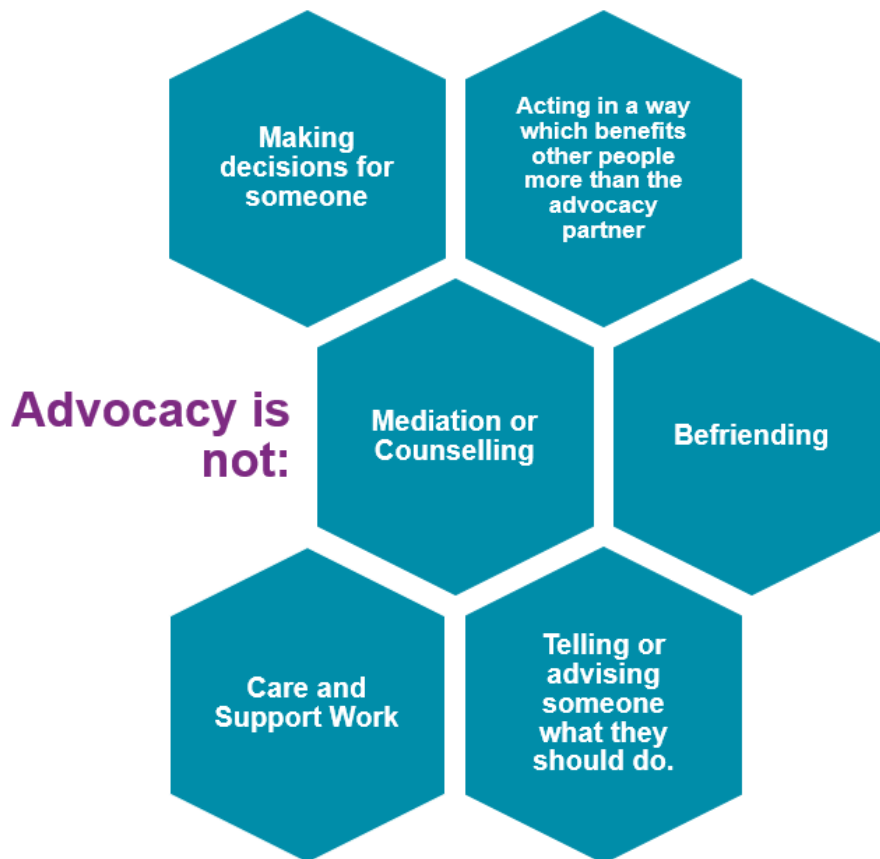 Making
decisions for
someone
Acting in a way
which benefits
other people
more than the
advocacy
partner
Advocacy is
not:
Mediation or
Counselling
Befriending
Care and
Support Work
Telling or
advising
someone
what they
should do.